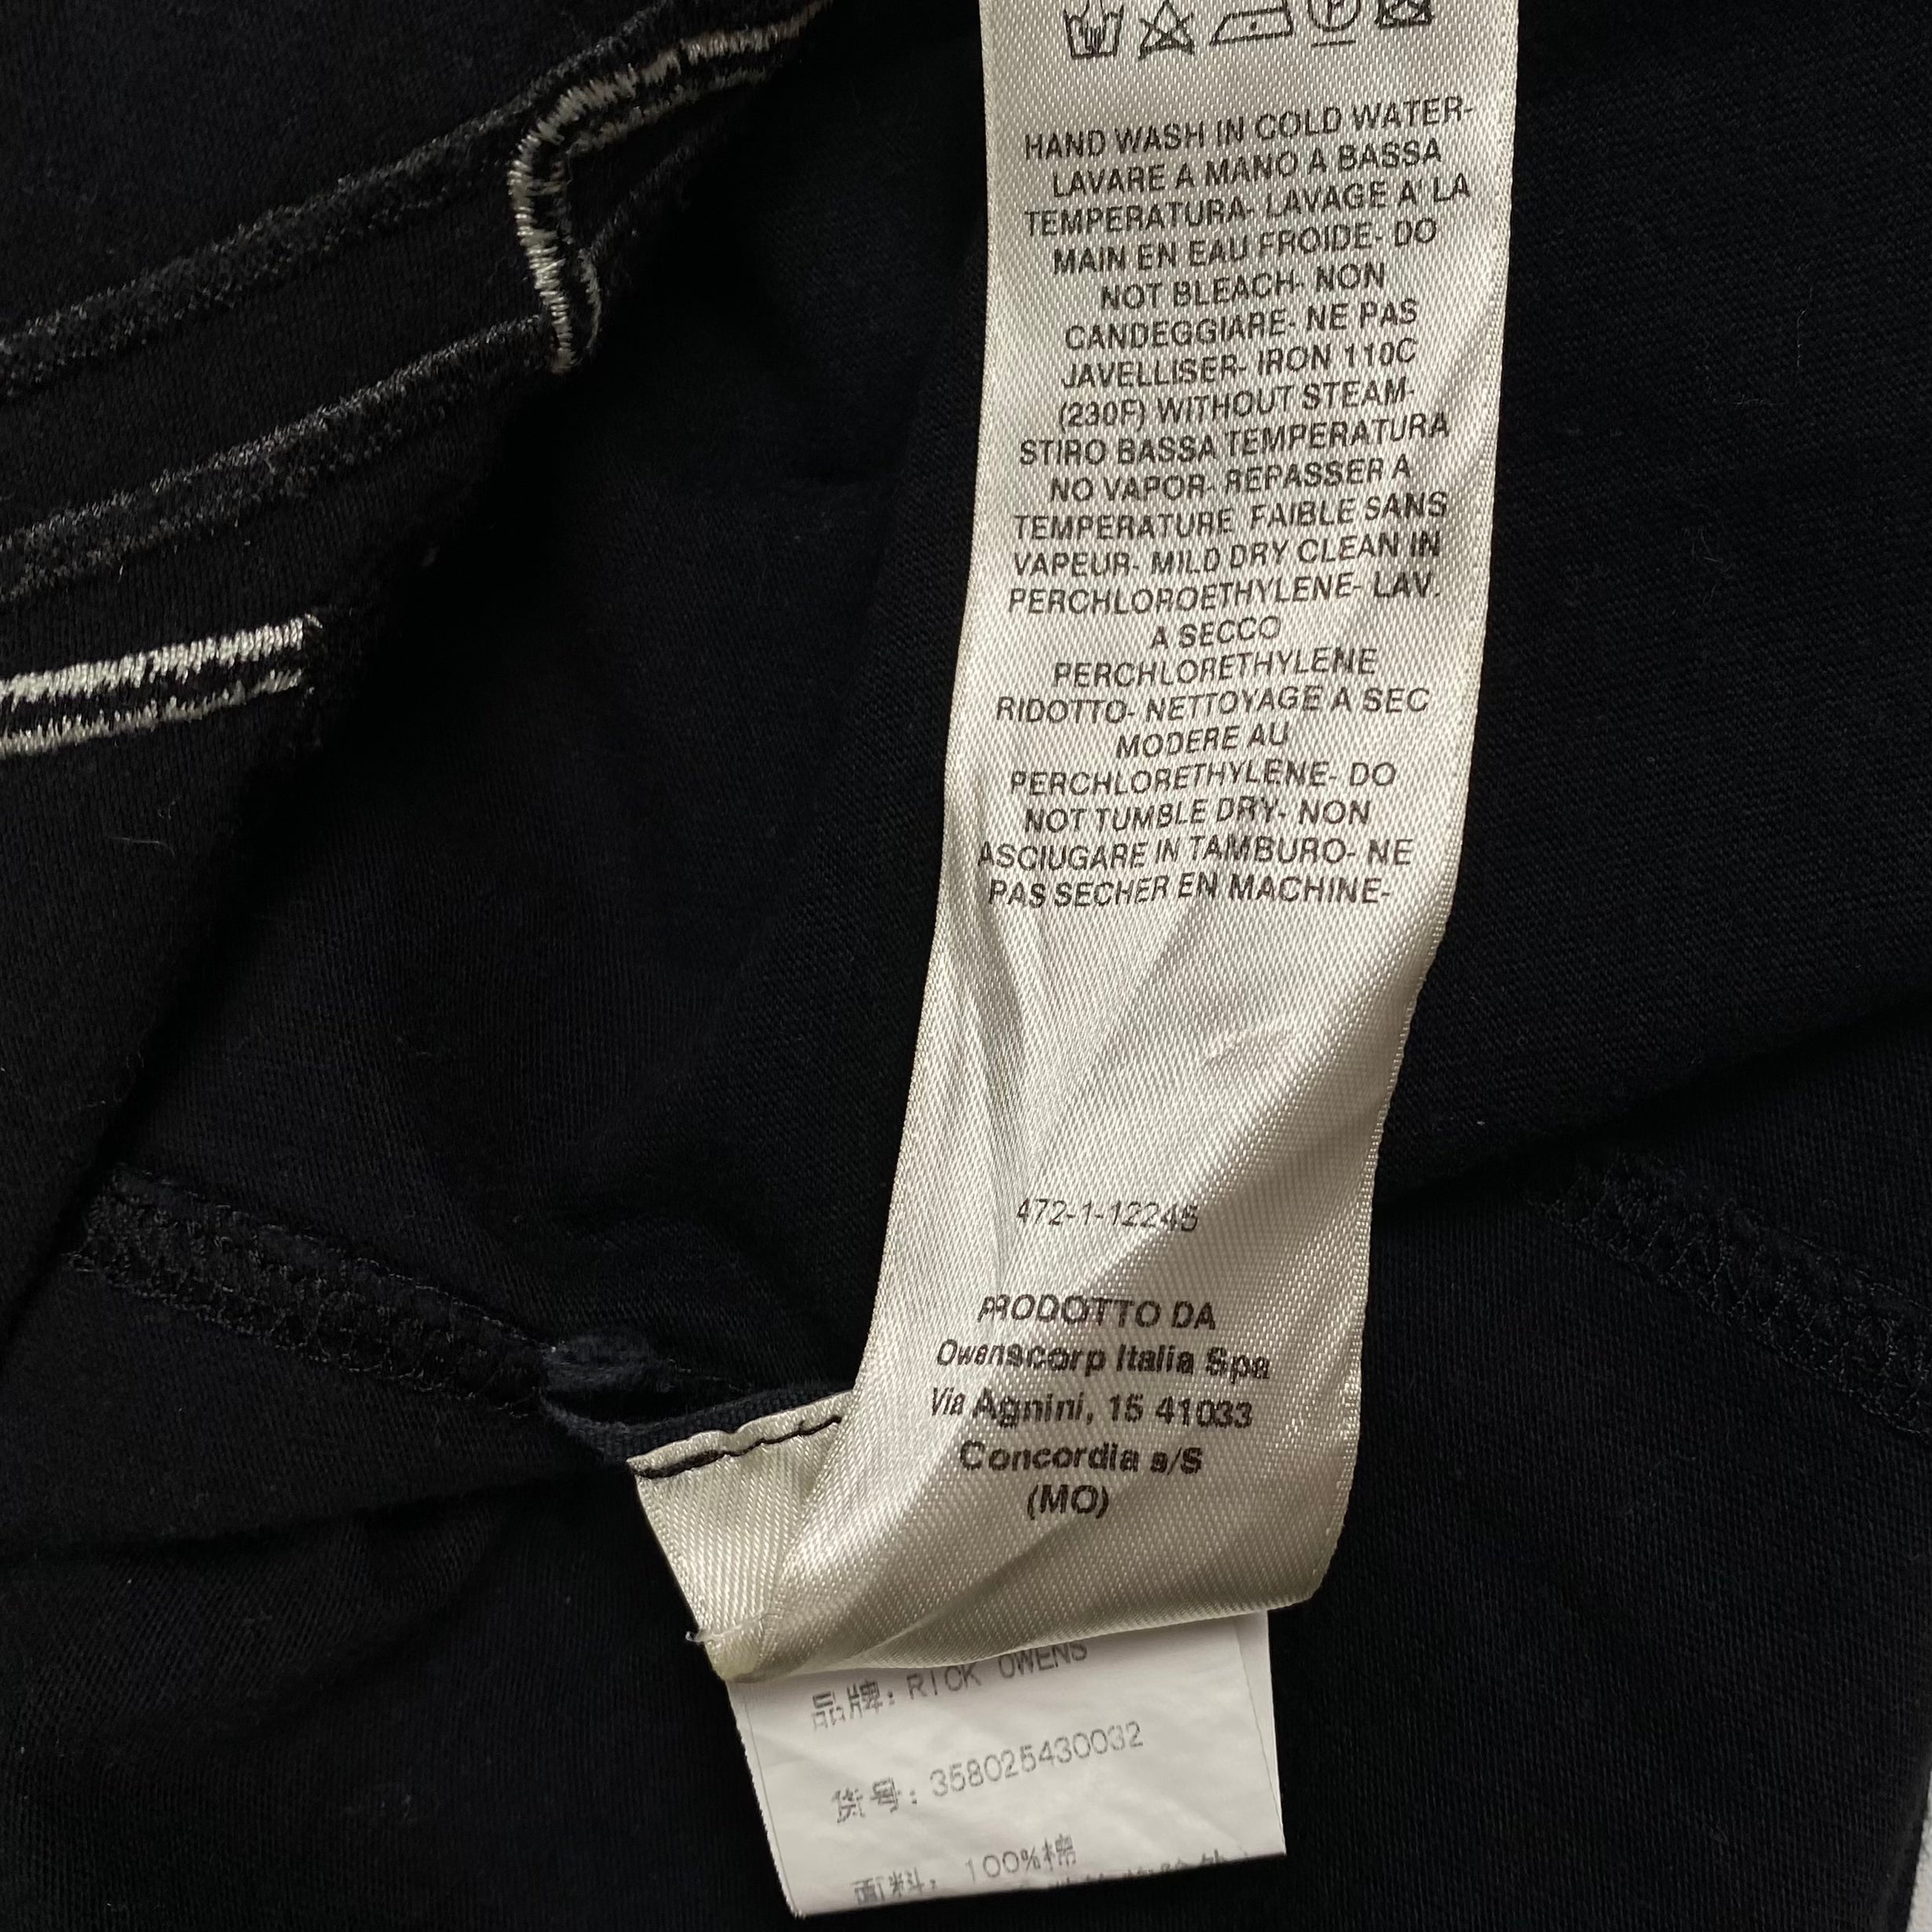 HAND WASH IN COLD WATER-
LAVARE A MANO A BASSA
TEMPERATURA- LAVAGE A' LA
MAIN EN EAU FROIDE- DO
NOT BLEACH- NON
CANDEGGIARE- NE PAS
JAVELLISER- IRON 110C
(230F) WITHOUT STEAM-
STIRO BASSA TEMPERATURA
NO VAPOR- REPASSER A
TEMPERATURE FAIBLE SANS
VAPEUR- MILD DRY CLEAN IN
PERCHLOROETHYLENE- LAV.
A SECCO
PERCHLORETHYLENE
RIDOTTO- NETTOYAGE A SEC
MODERE AU
PERCHLORETHYLENE- DO
NOT TUMBLE DRY- NON
ASCIUGARE IN TAMBURO- NE
PAS SECHER EN MACHINE-
472-1-12245
PRODOTTO DA
Owenscorp Italia Spa
Via Agnini, 15 41033
Concordia s/S
(MO)
品牌: RICK OWENS
货号: 358025430032
面料: 100%棉